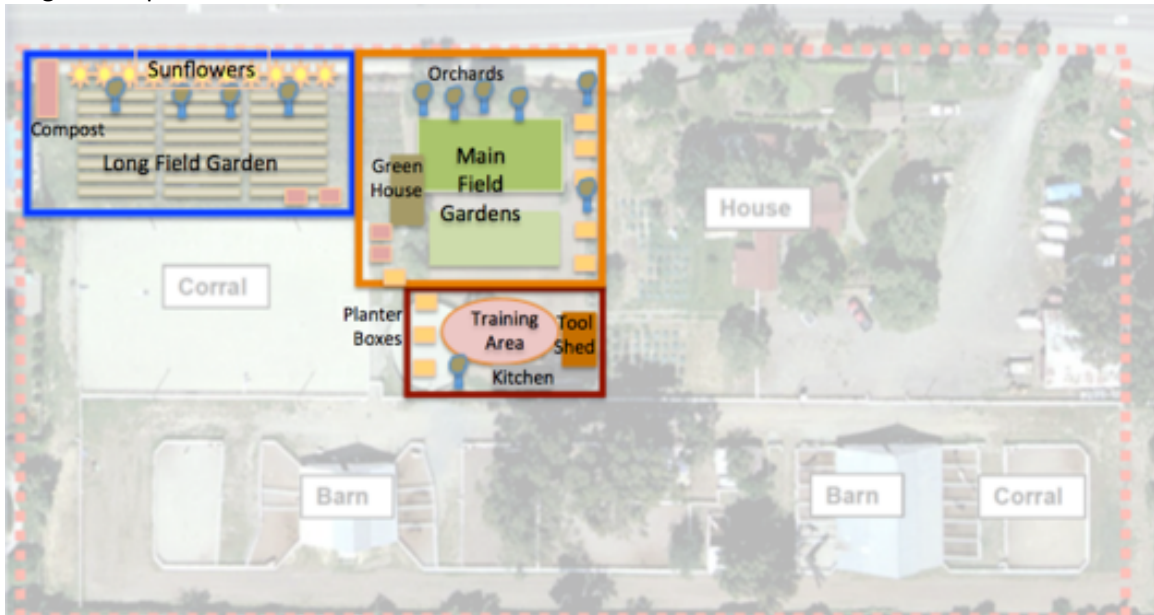 Sunflowers
Compost
Long Field Garden
Orchards
Green
House
Main
Field
Gardens
House
Corral
Planter
Boxes
Training
Area
Tool
Shed
Kitchen
Barn
Barn
Corral